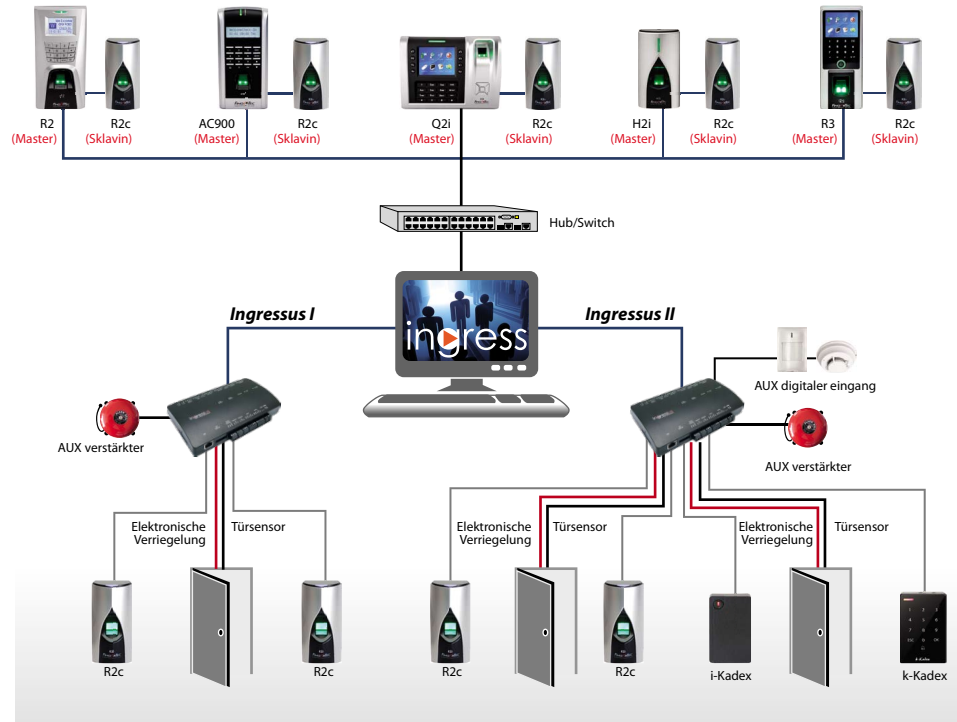 R2
(Master)
R2c
(Sklavin)
AC900
(Master)
R2c
(Sklavin)
Q2i
(Master)
R2c
(Sklavin)
H2i
(Master)
R2c
(Sklavin)
R3
(Master)
R2c
(Sklavin)
Hub/Switch
Ingressus I
ingress
Ingressus II
AUX digitaler eingang
AUX verstärkter
AUX verstärkter
Elektronische
Verriegelung
Türsensor
Elektronische
Verriegelung
Türsensor
Elektronische
Verriegelung
Türsensor
R2c
R2c
R2c
R2c
i-Kadex
k-Kadex